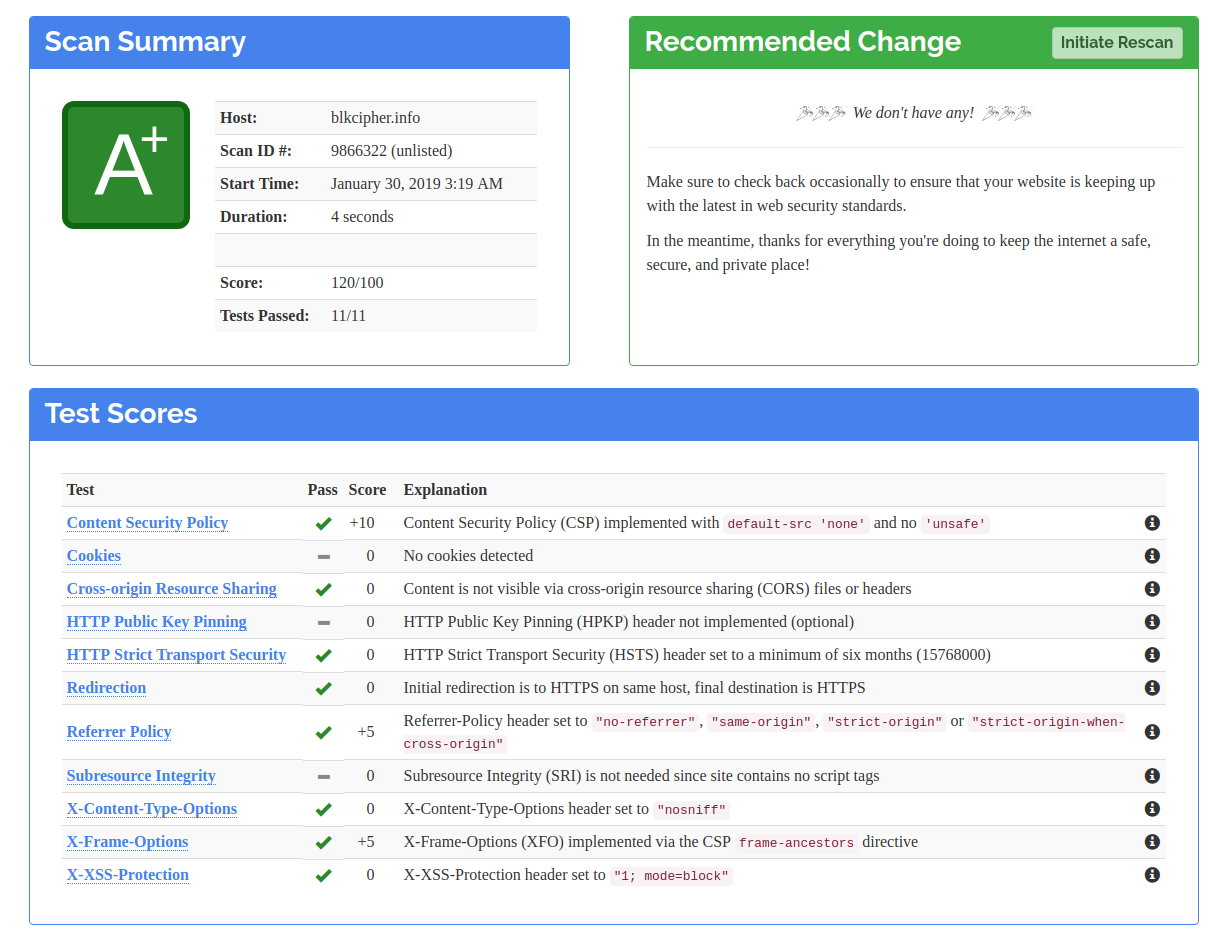 Scan Summary
A+
Host: blkcipher.info
Scan ID #: 9866322 (unlisted)
Start Time: January 30, 2019 3:19 AM
Duration: 4 seconds
Score: 120/100
Tests Passed: 11/11
Recommended Change
Initiate Rescan
We don't have any!
Make sure to check back occasionally to ensure that your website is keeping up
with the latest in web security standards.
In the meantime, thanks for everything you're doing to keep the internet a safe,
secure, and private place!
Test Scores
Test Pass Score Explanation
Content Security Policy +10 Content Security Policy (CSP) implemented with default-src 'none' and no 'unsafe'
Cookies 0 No cookies detected
Cross-origin Resource Sharing 0 Content is not visible via cross-origin resource sharing (CORS) files or headers
HTTP Public Key Pinning 0 HTTP Public Key Pinning (HPKP) header not implemented (optional)
HTTP Strict Transport Security 0 HTTP Strict Transport Security (HSTS) header set to a minimum of six months (15768000)
Redirection 0 Initial redirection is to HTTPS on same host, final destination is HTTPS
Referrer Policy +5 Referrer-Policy header set to "no-referrer", "same-origin", "strict-origin" or "strict-origin-when-
cross-origin"
Subresource Integrity 0 Subresource Integrity (SRI) is not needed since site contains no script tags
X-Content-Type-Options 0 X-Content-Type-Options header set to "nosniff"
X-Frame-Options +5 X-Frame-Options (XFO) implemented via the CSP frame-ancestors directive
X-XSS-Protection 0 X-XSS-Protection header set to "1; mode=block"